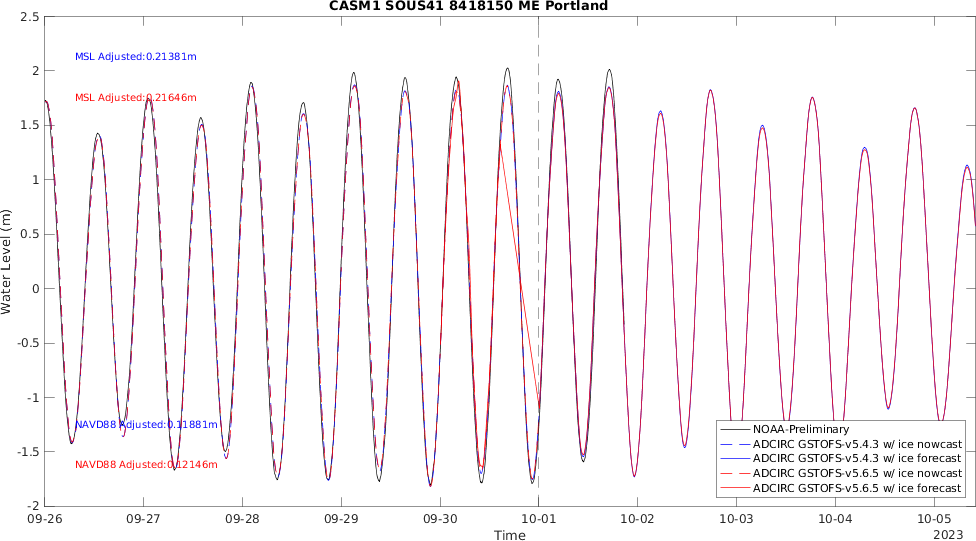 CASM1 SOUS41 8418150 ME Portland
2.5
2
1.5
1
0.5
0
-0.5
-1
-1.5
-2
Water Level (m)
MSL Adjusted:0.21381m
MSL Adjusted:0.21646m
NAVD88 Adjusted:0.11881m
NAVD88 Adjusted:0.12146m
NOAA-Preliminary
ADCIRC GSTOFS-v5.4.3 w/ ice nowcast
ADCIRC GSTOFS-v5.4.3 w/ ice forecast
ADCIRC GSTOFS-v5.6.5 w/ ice nowcast
ADCIRC GSTOFS-v5.6.5 w/ ice forecast
09-26 09-27 09-28 09-29 09-30 10-01 10-02 10-03 10-04 10-05
Time
2023